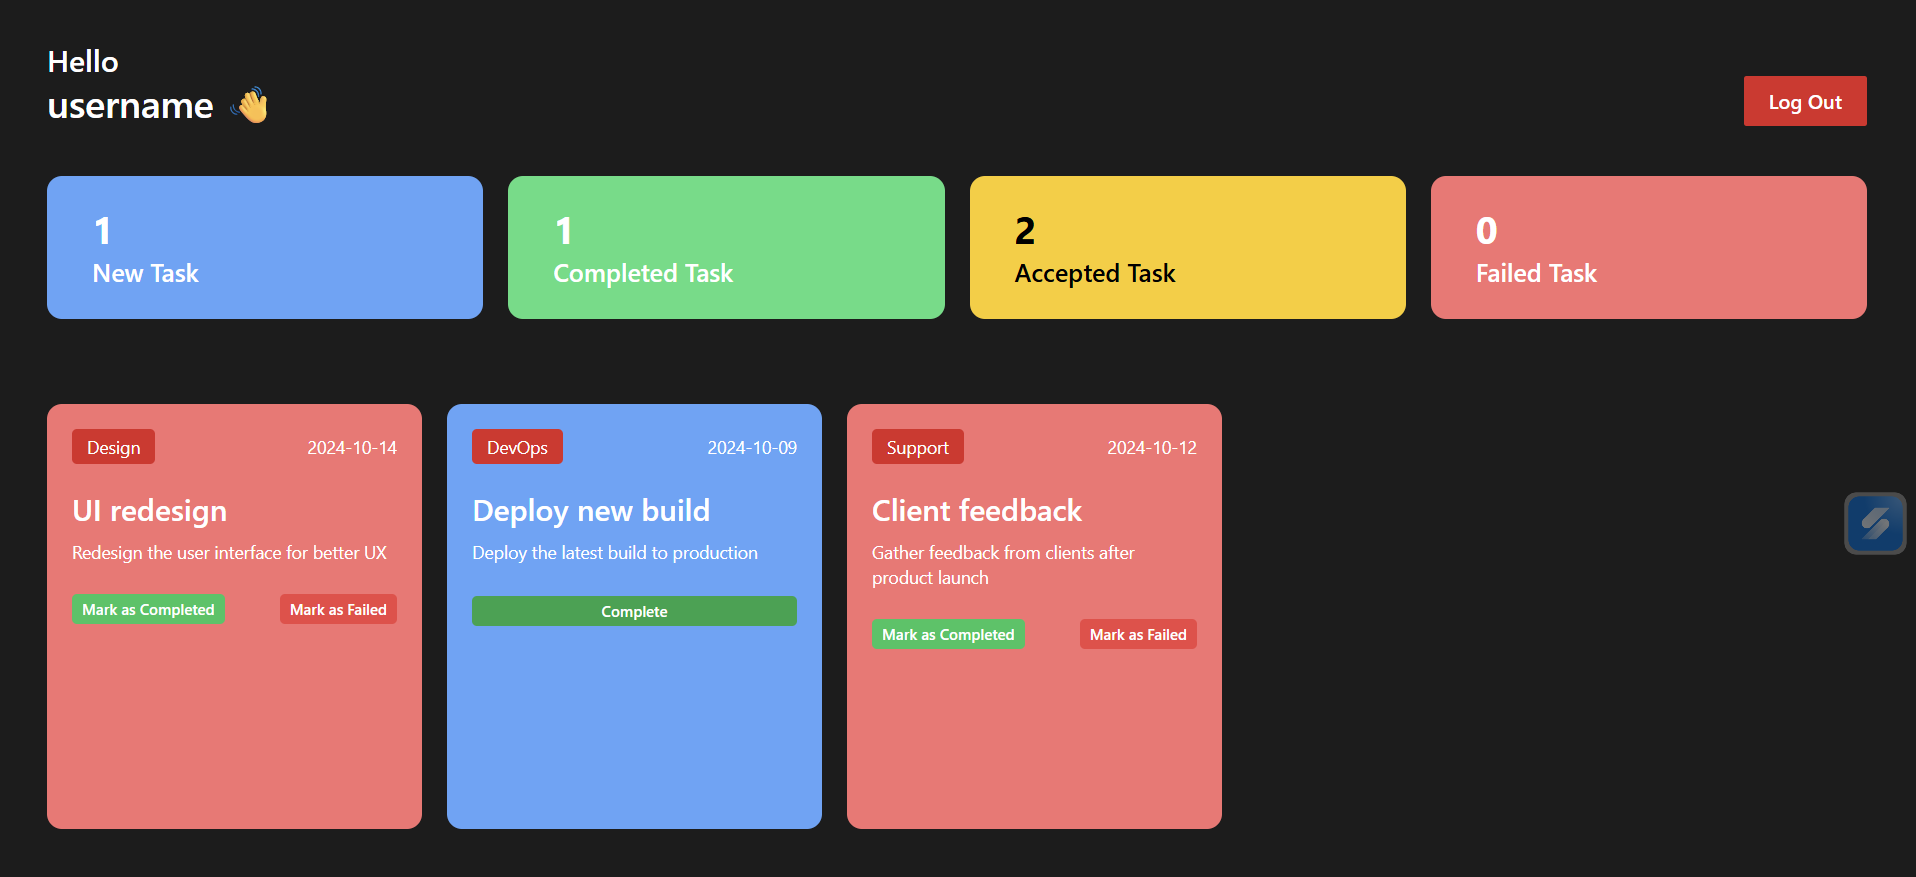 Hello
username 👋
Log Out
1
New Task
1
Completed Task
2
Accepted Task
0
Failed Task
Design
2024-10-14
UI redesign
Redesign the user interface for better UX
Mark as Completed
Mark as Failed
DevOps
2024-10-09
Deploy new build
Deploy the latest build to production
Complete
Support
2024-10-12
Client feedback
Gather feedback from clients after
product launch
Mark as Completed
Mark as Failed